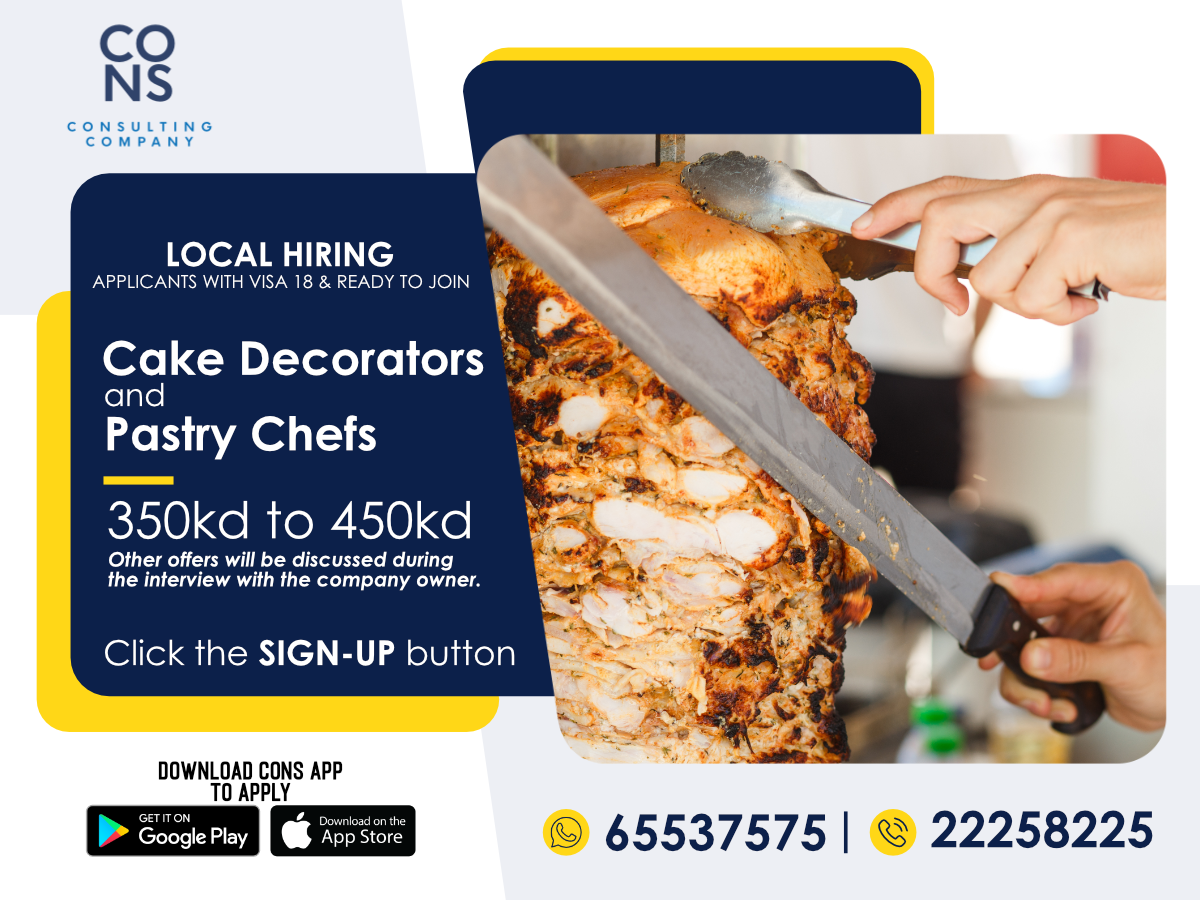 CO
NS
CONSULTING
COMPANY
LOCAL HIRING
APPLICANTS WITH VISA 18 & READY TO JOIN
Cake Decorators
and
Pastry Chefs
350kd to 450kd
Other offers will be discussed during
the interview with the company owner.
Click the SIGN-UP button
DOWNLOAD CONS APP
TO APPLY
GET IT ON
Google Play
Download on the
App Store
65537575 | 22258225